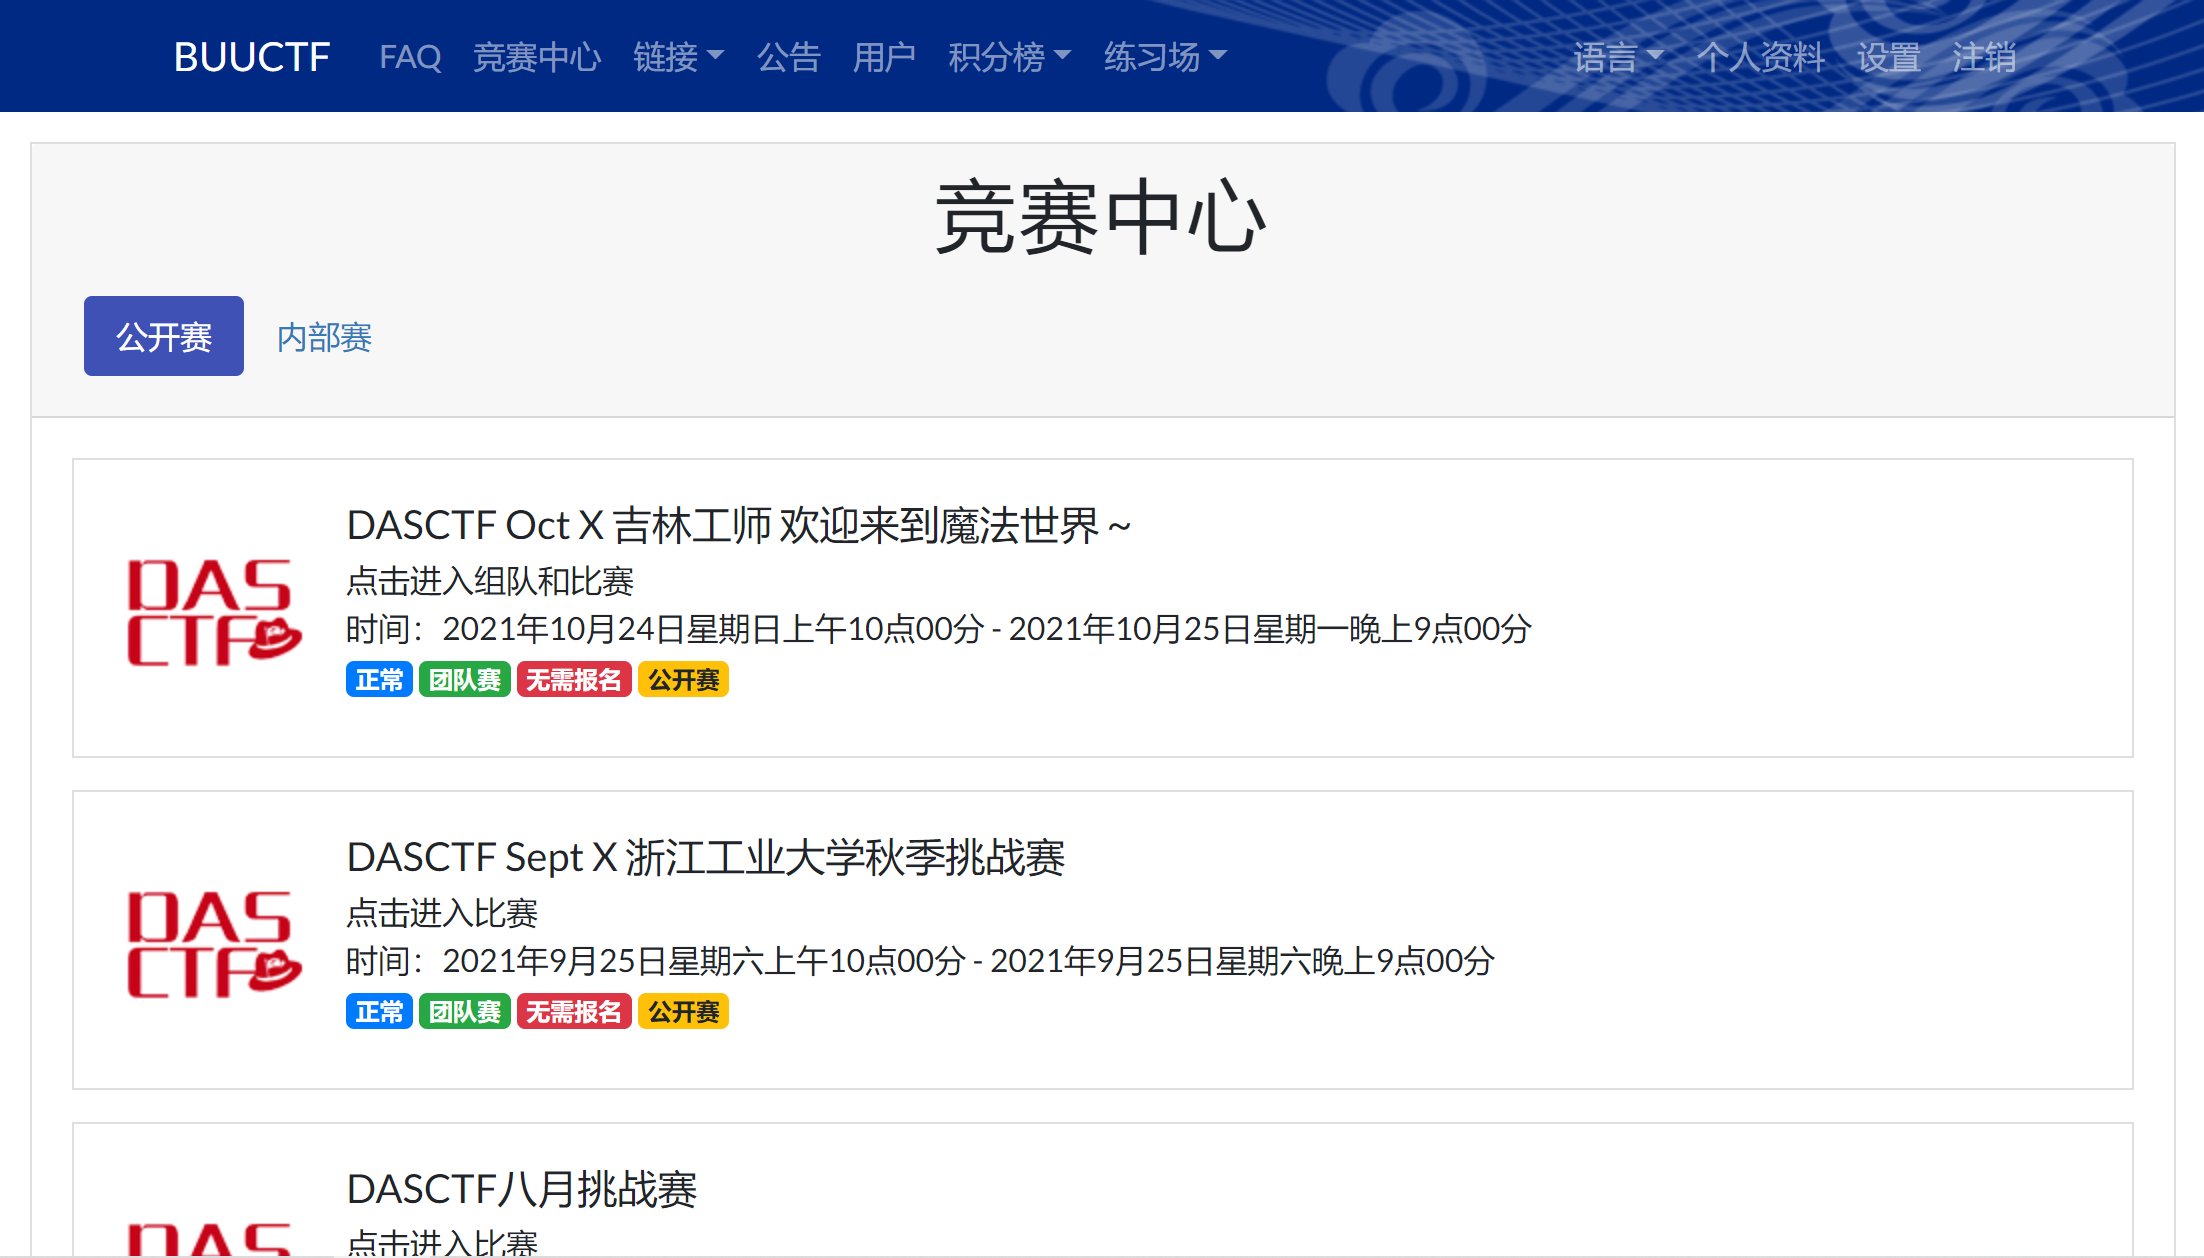 BUUCTF FAQ 竞赛中心 链接 公告 用户 积分榜 练习场 语言 个人资料 设置 注销
竞赛中心
公开赛 内部赛
DASCTF Oct X 吉林工师 欢迎来到魔法世界～
点击进入组队和比赛
时间：2021年10月24日星期日上午10点00分 - 2021年10月25日星期一晚上9点00分
正常 团队赛 无需报名 公开赛
DAS
CTF
DASCTF Sept X 浙江工业大学秋季挑战赛
点击进入比赛
时间：2021年9月25日星期六上午10点00分 - 2021年9月25日星期六晚上9点00分
正常 团队赛 无需报名 公开赛
DAS
CTF
DASCTF八月挑战赛
点击进入比赛
DAS